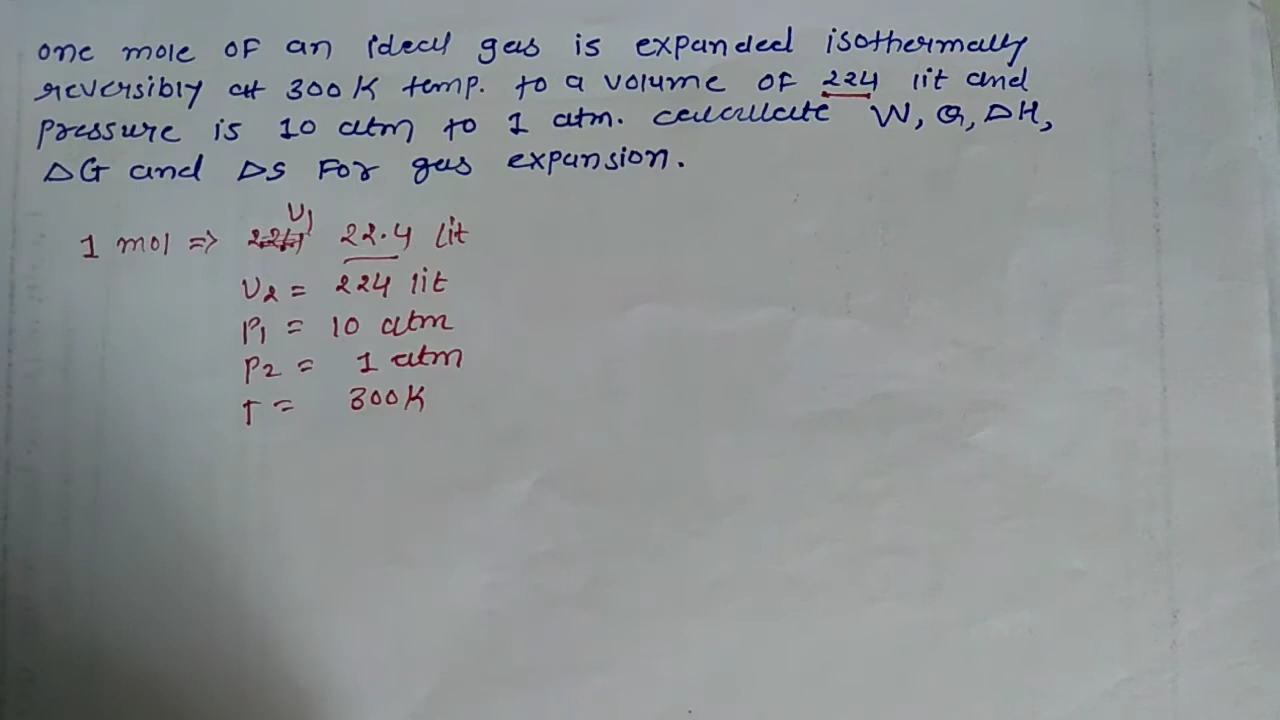 one mole of an ideal gas is expanded isothermally
reversibly at 300K temp. to a volume of 224 lit and
pressure is 10 atm to 1 atm. calculate W, Q, ΔH,
ΔG and ΔS For gas expansion.
V1
1 mol => 22.4 lit
V2 = 224 lit
P1 = 10 atm
P2 = 1 atm
T = 300K